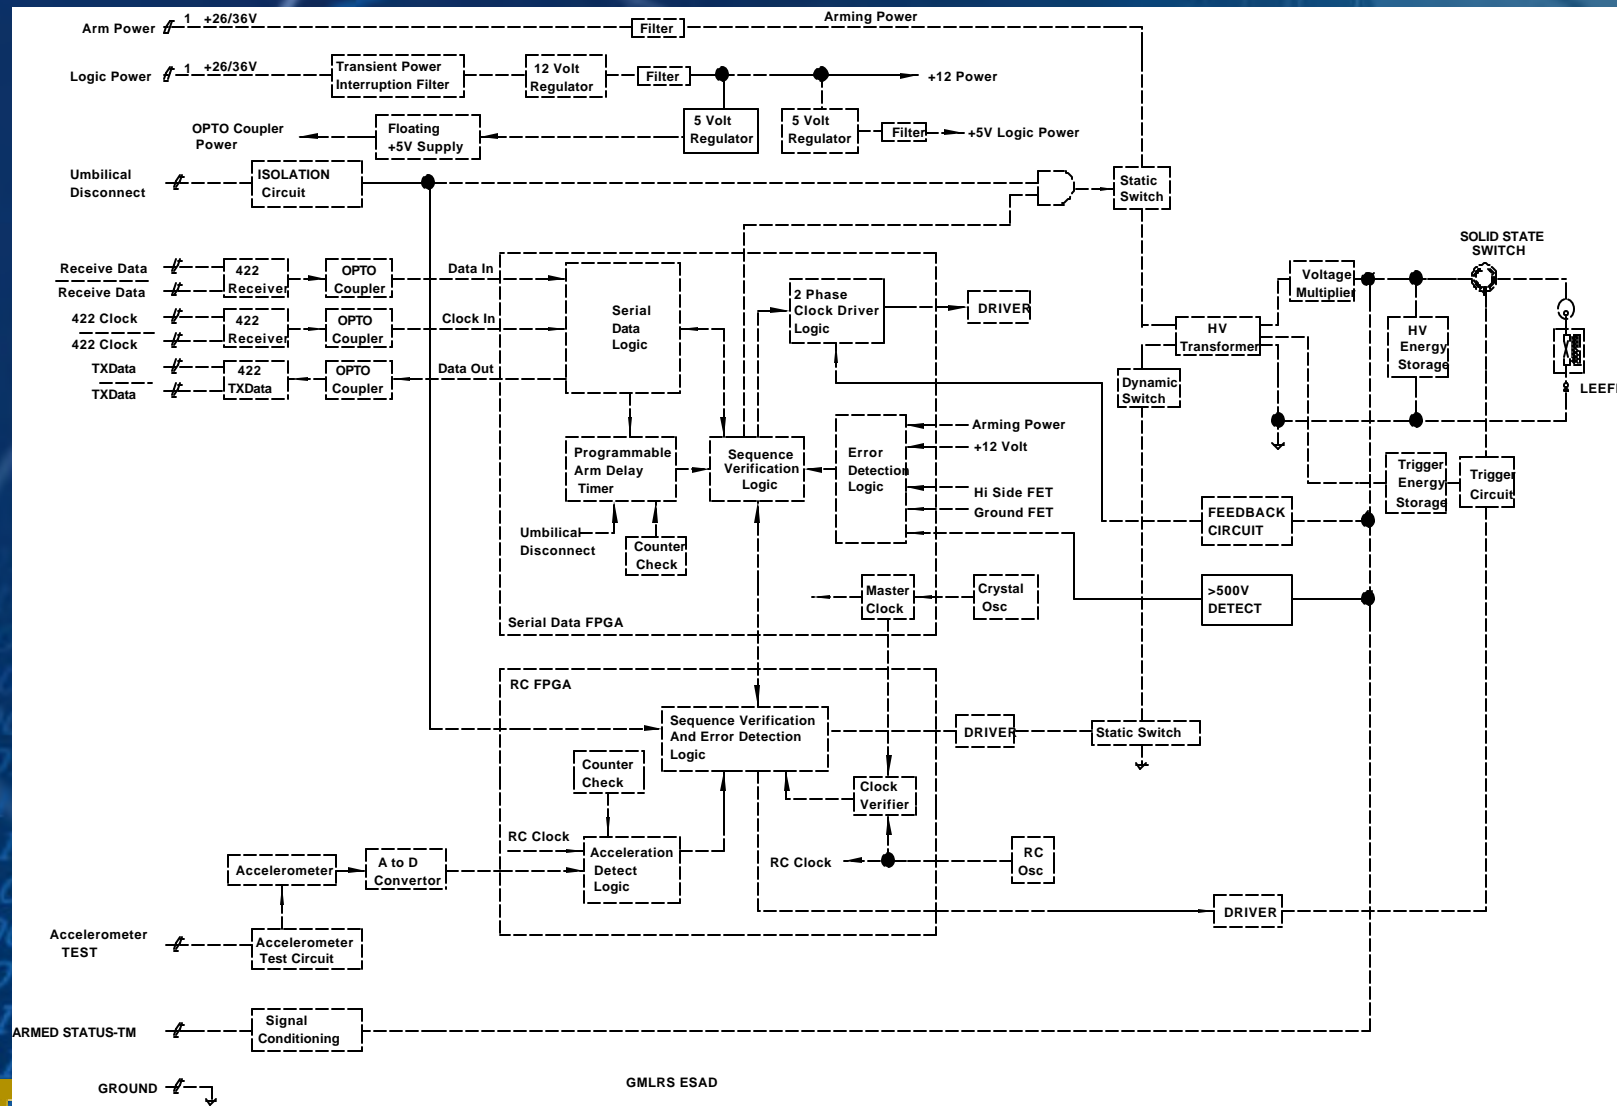 Arm Power 1 +26/36V Filter Arming Power
Logic Power 1 +26/36V
Transient Power
Interruption Filter
12 Volt
Regulator
Filter
+12 Power
OPTO Coupler
Power
Floating
+5V Supply
5 Volt
Regulator
5 Volt
Regulator
Filter
+5V Logic Power
Umbilical
Disconnect
ISOLATION
Circuit
Static
Switch
Receive Data
Receive Data
422
Receiver
OPTO
Coupler
Data In
422 Clock
422 Clock
422
Receiver
OPTO
Coupler
Clock In
TXData
TXData
422
TXData
OPTO
Coupler
Data Out
Serial
Data
Logic
2 Phase
Clock Driver
Logic
DRIVER
HV
Transformer
Voltage
Multiplier
SOLID STATE
SWITCH
HV
Energy
Storage
LEEFI
Dynamic
Switch
Programmable
Arm Delay
Timer
Sequence
Verification
Logic
Error
Detection
Logic
Arming Power
+12 Volt
Hi Side FET
Ground FET
Trigger
Energy
Storage
Trigger
Circuit
Umbilical
Disconnect
Counter
Check
FEEDBACK
CIRCUIT
Master
Clock
Crystal
Osc
>500V
DETECT
Serial Data FPGA
RC FPGA
Sequence Verification
And Error Detection
Logic
DRIVER
Static Switch
Counter
Check
Clock
Verifier
RC Clock
Acceleration
Detect
Logic
RC Clock
RC
Osc
Accelerometer
A to D
Convertor
DRIVER
Accelerometer
TEST
Accelerometer
Test Circuit
ARMED STATUS-TM
Signal
Conditioning
GROUND
GMLRS ESAD